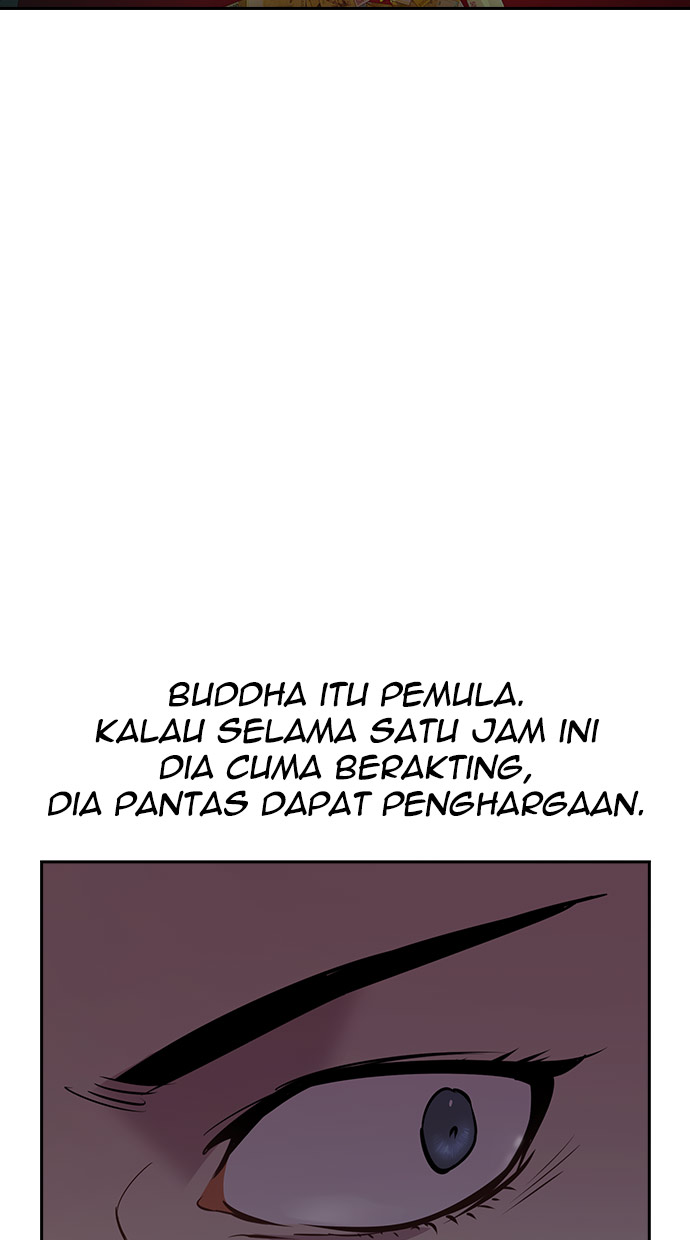 BUDDHA ITU PEMULA.
KALAU SELAMA SATU JAM INI
DIA CUMA BERAKTING,
DIA PANTAS DAPAT PENGHARGAAN.